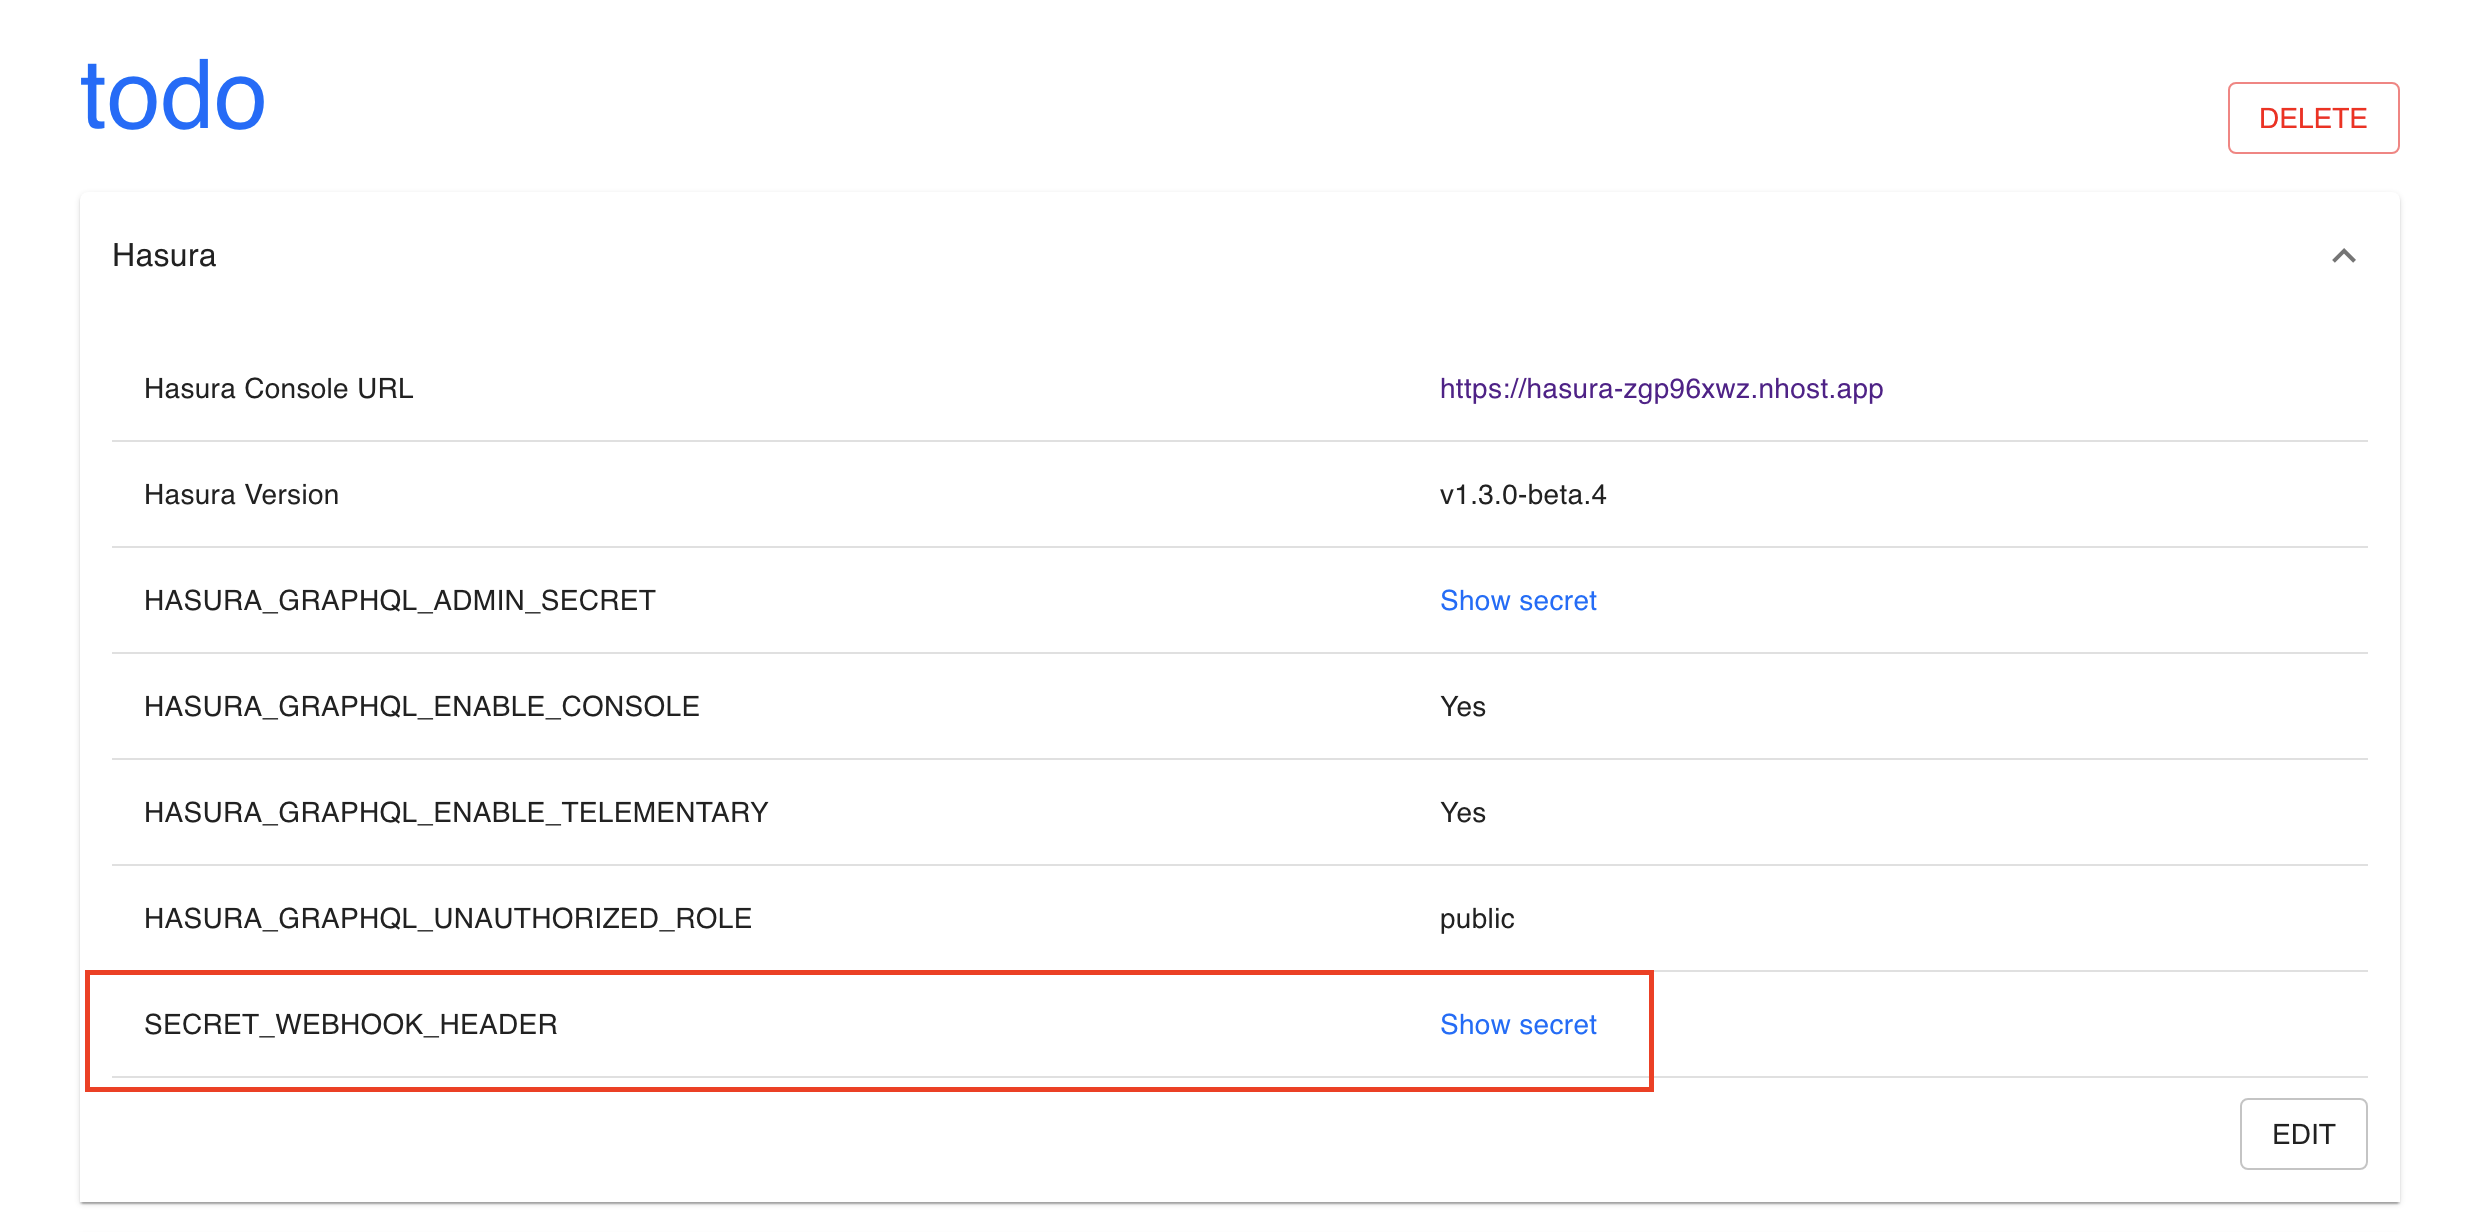 todo
DELETE
Hasura
Hasura Console URL https://hasura-zgp96xwz.nhost.app
Hasura Version v1.3.0-beta.4
HASURA_GRAPHQL_ADMIN_SECRET Show secret
HASURA_GRAPHQL_ENABLE_CONSOLE Yes
HASURA_GRAPHQL_ENABLE_TELEMENTARY Yes
HASURA_GRAPHQL_UNAUTHORIZED_ROLE public
SECRET_WEBHOOK_HEADER Show secret
EDIT